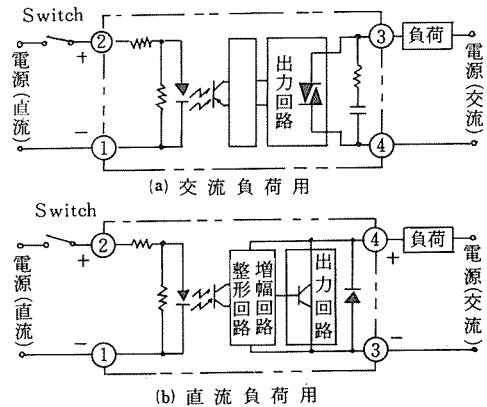 Switch
②
+
電源(直流)
−
①
出力回路
③
負荷
電源(交流)
④
(a) 交流負荷用
Switch
②
+
電源(直流)
−
①
整形回路
増幅回路
出力回路
④
+
負荷
電源(交流)
−
③
(b) 直流負荷用